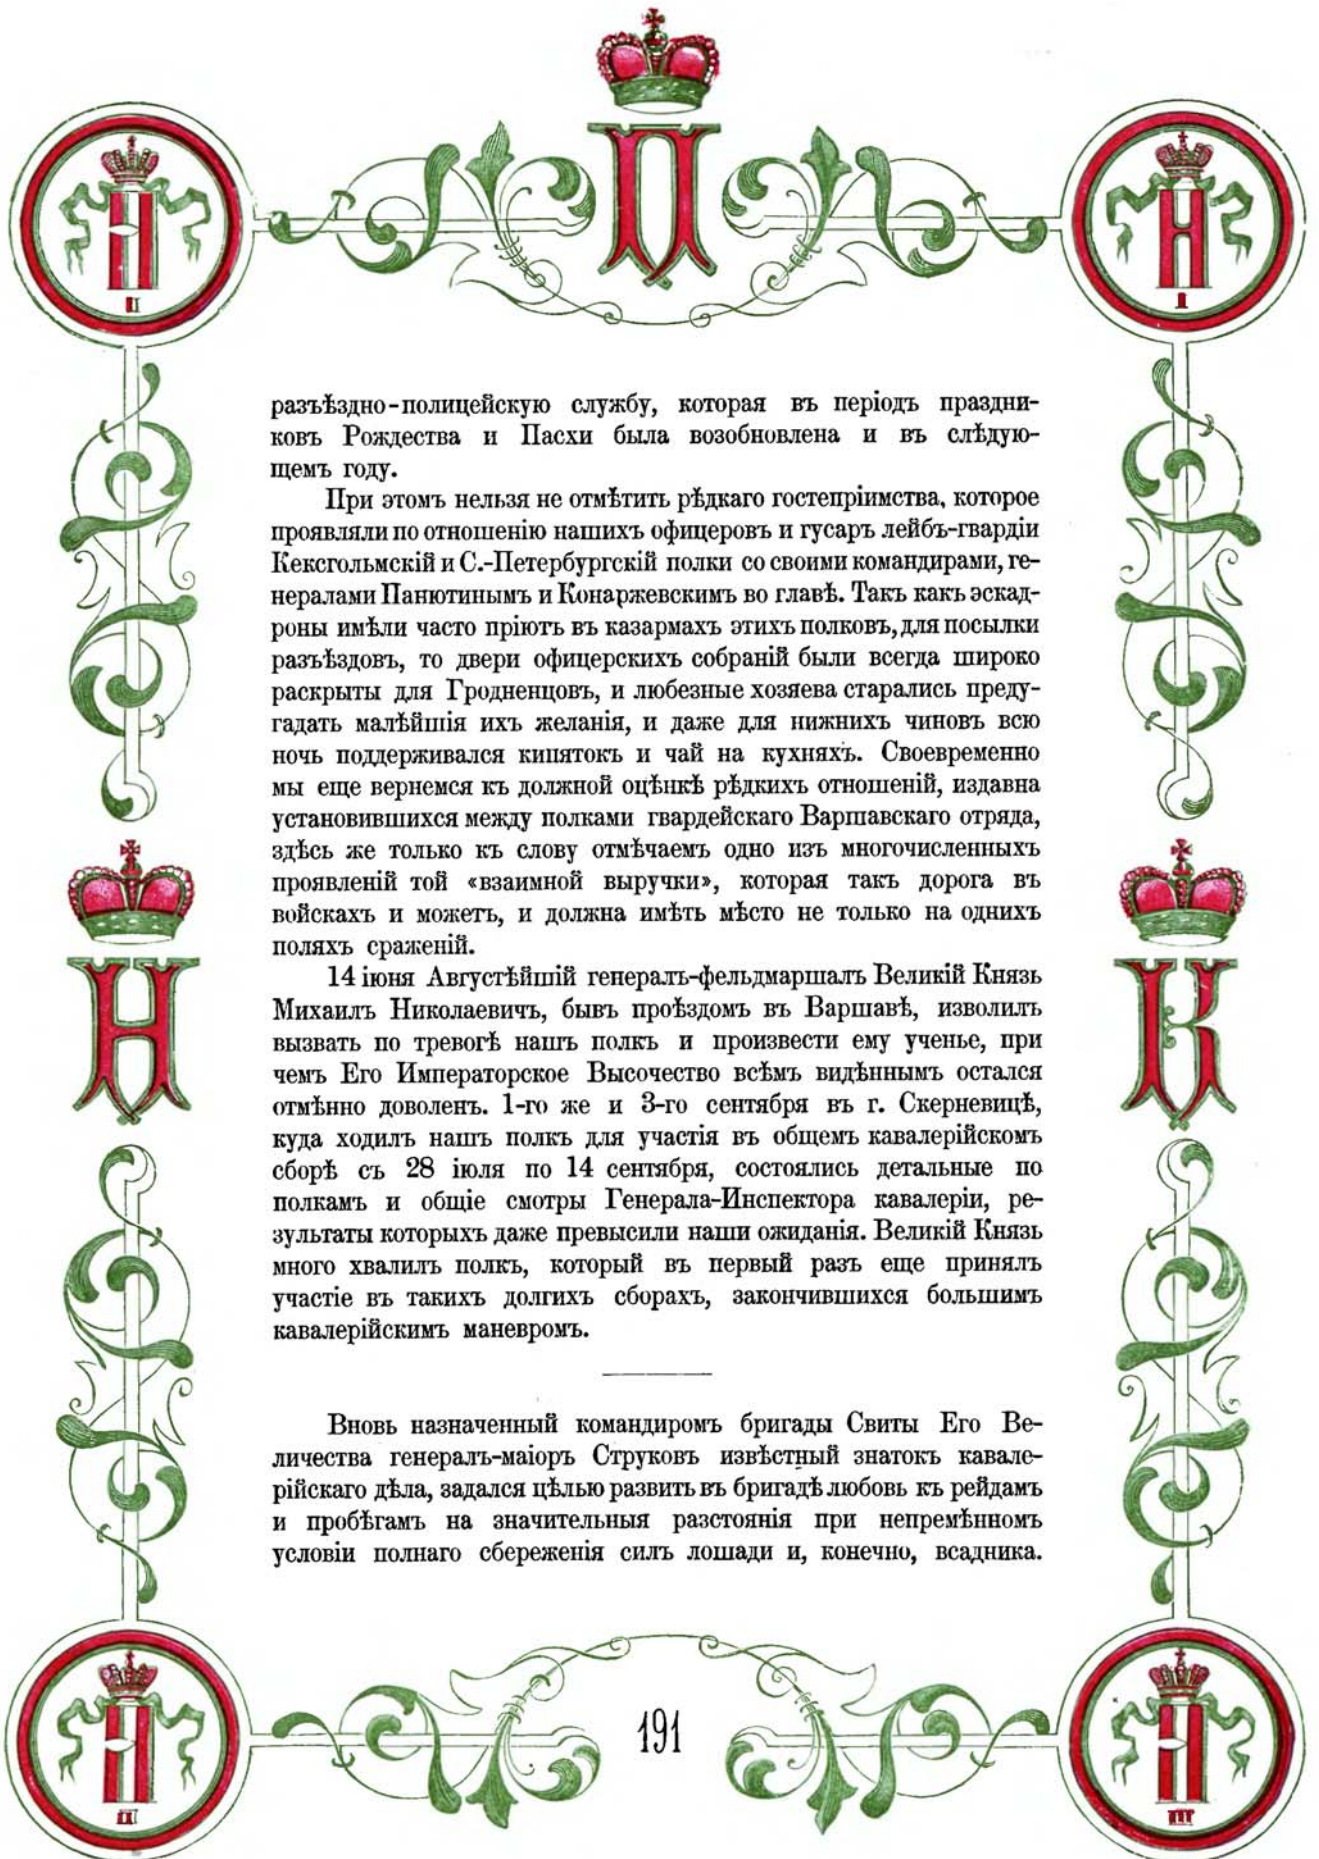 П
Н
I
разъѣздно-полицейскую службу, которая въ періодъ праздни-
ковъ Рождества и Пасхи была возобновлена и въ слѣдую-
щемъ году.
При этомъ нельзя не отмѣтить рѣдкаго гостепріимства, которое
проявляли по отношенію нашихъ офицеровъ и гусаръ лейбъ-гвардіи
Кексгольмскій и С.-Петербургскій полки со своими командирами, ге-
нералами Панютинымъ и Конаржевскимъ во главѣ. Такъ какъ эскад-
роны имѣли часто пріютъ въ казармахъ этихъ полковъ, для посылки
разъѣздовъ, то двери офицерскихъ собраній были всегда широко
раскрыты для Гродненцовъ, и любезные хозяева старались преду-
гадать малѣйшія ихъ желанія, и даже для нижнихъ чиновъ всю
ночь поддерживался кипятокъ и чай на кухняхъ. Своевременно
мы еще вернемся къ должной оцѣнкѣ рѣдкихъ отношеній, издавна
установившихся между полками гвардейскаго Варшавскаго отряда,
здѣсь же только къ слову отмѣчаемъ одно изъ многочисленныхъ
проявленій той «взаимной выручки», которая такъ дорога въ
войскахъ и можетъ, и должна имѣть мѣсто не только на однихъ
поляхъ сраженій.
14 іюня Августѣйшій генералъ-фельдмаршалъ Великій Князь
Михаилъ Николаевичъ, бывъ проѣздомъ въ Варшавѣ, изволилъ
вызвать по тревогѣ нашъ полкъ и произвести ему ученье, при
чемъ Его Императорское Высочество всѣмъ видѣннымъ остался
отмѣнно доволенъ. 1-го же и 3-го сентября въ г. Скерневицѣ,
куда ходилъ нашъ полкъ для участія въ общемъ кавалерійскомъ
сборѣ съ 28 іюля по 14 сентября, состоялись детальные по
полкамъ и общіе смотры Генерала-Инспектора кавалеріи, ре-
зультаты которыхъ даже превысили наши ожиданія. Великій Князь
много хвалилъ полкъ, который въ первый разъ еще принялъ
участіе въ такихъ долгихъ сборахъ, закончившихся большимъ
кавалерійскимъ маневромъ.
Н
К
Вновь назначенный командиромъ бригады Свиты Его Ве-
личества генералъ-маіоръ Струковъ извѣстный знатокъ кавале-
рійскаго дѣла, задался цѣлью развить въ бригадѣ любовь къ рейдамъ
и пробѣгамъ на значительныя разстоянія при непремѣнномъ
условіи полнаго сбереженія силъ лошади и, конечно, всадника.
191
III